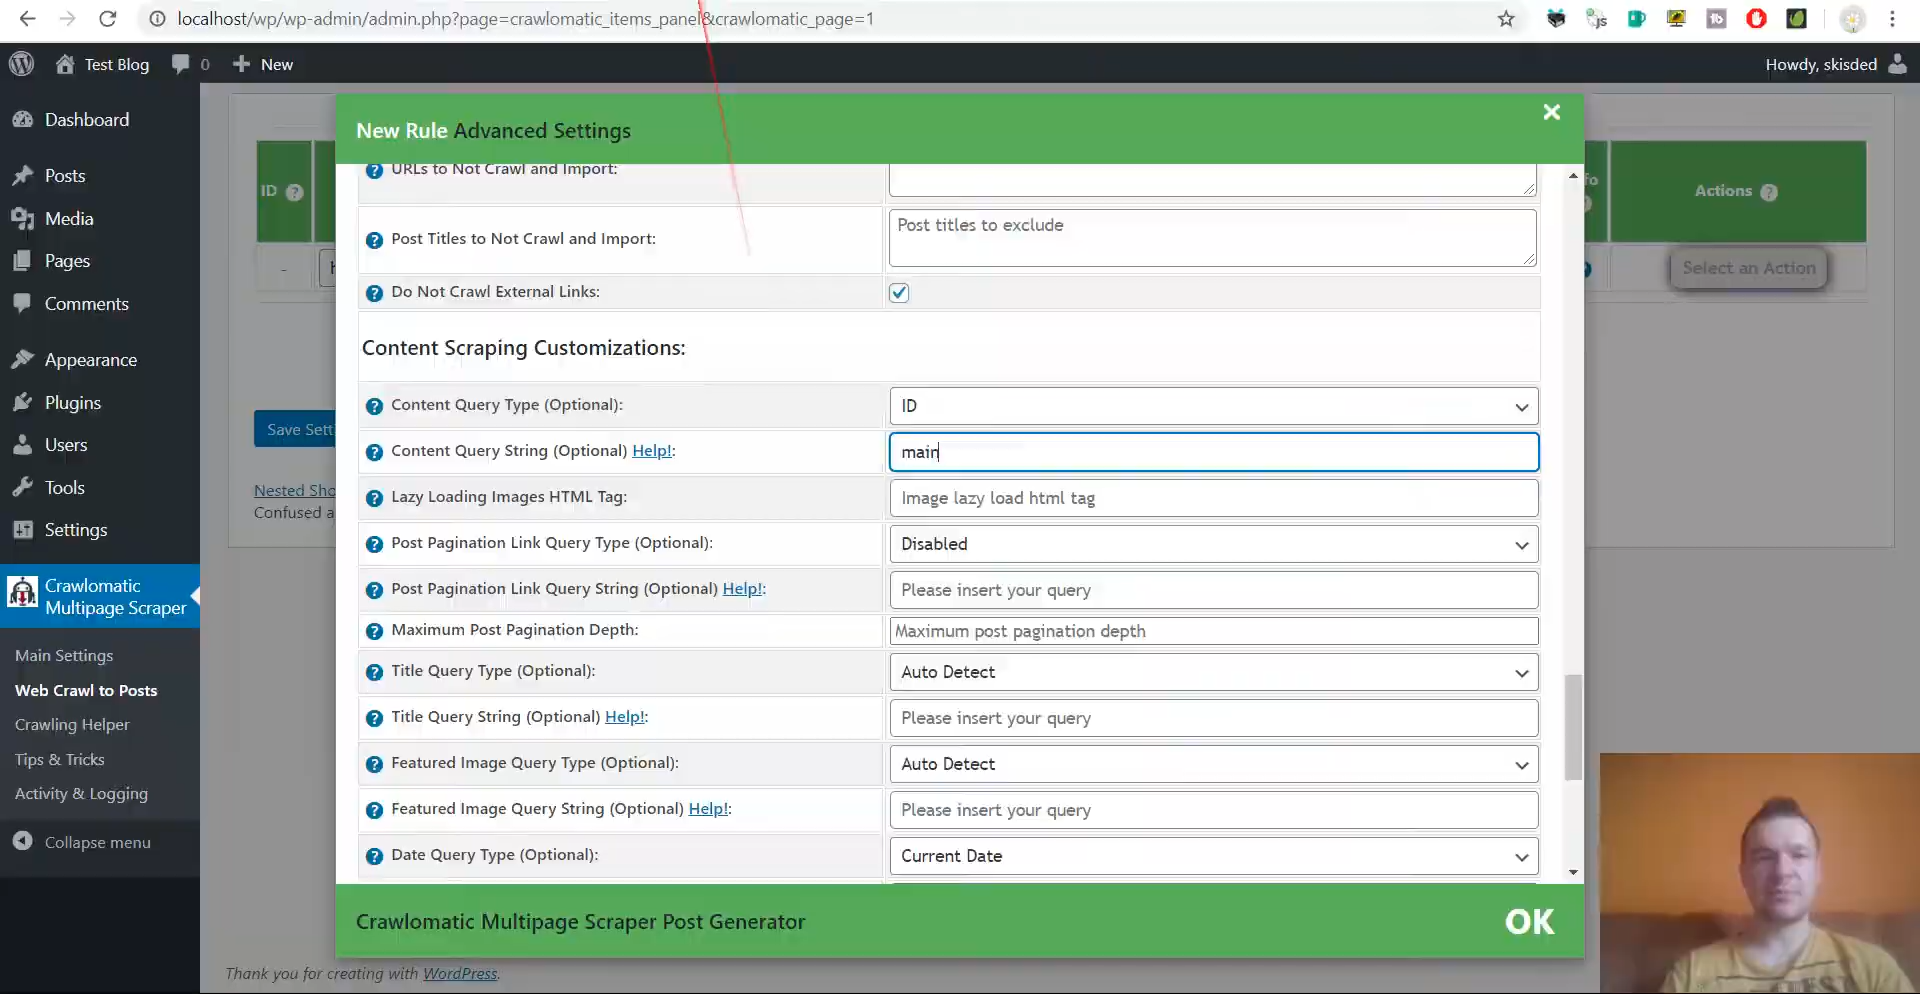 localhost/wp/wp-admin/admin.php?page=crawlomatic_items_panel&crawlomatic_page=1
Test Blog 0 New
Howdy, skisded
Dashboard
Posts
Media
Pages
Comments
Appearance
Plugins
Users
Tools
Settings
Crawlomatic
Multipage Scraper
Main Settings
Web Crawl to Posts
Crawling Helper
Tips & Tricks
Activity & Logging
Collapse menu
ID ?
-
Save Setti
Nested Sho
Confused a
New Rule Advanced Settings
URLs to Not Crawl and Import:
Post Titles to Not Crawl and Import:
Post titles to exclude
Do Not Crawl External Links:
Content Scraping Customizations:
Content Query Type (Optional):
ID
Content Query String (Optional) Help!:
main
Lazy Loading Images HTML Tag:
Image lazy load html tag
Post Pagination Link Query Type (Optional):
Disabled
Post Pagination Link Query String (Optional) Help!:
Please insert your query
Maximum Post Pagination Depth:
Maximum post pagination depth
Title Query Type (Optional):
Auto Detect
Title Query String (Optional) Help!:
Please insert your query
Featured Image Query Type (Optional):
Auto Detect
Featured Image Query String (Optional) Help!:
Please insert your query
Date Query Type (Optional):
Current Date
Crawlomatic Multipage Scraper Post Generator
OK
fo
Actions ?
Select an Action
Thank you for creating with WordPress.